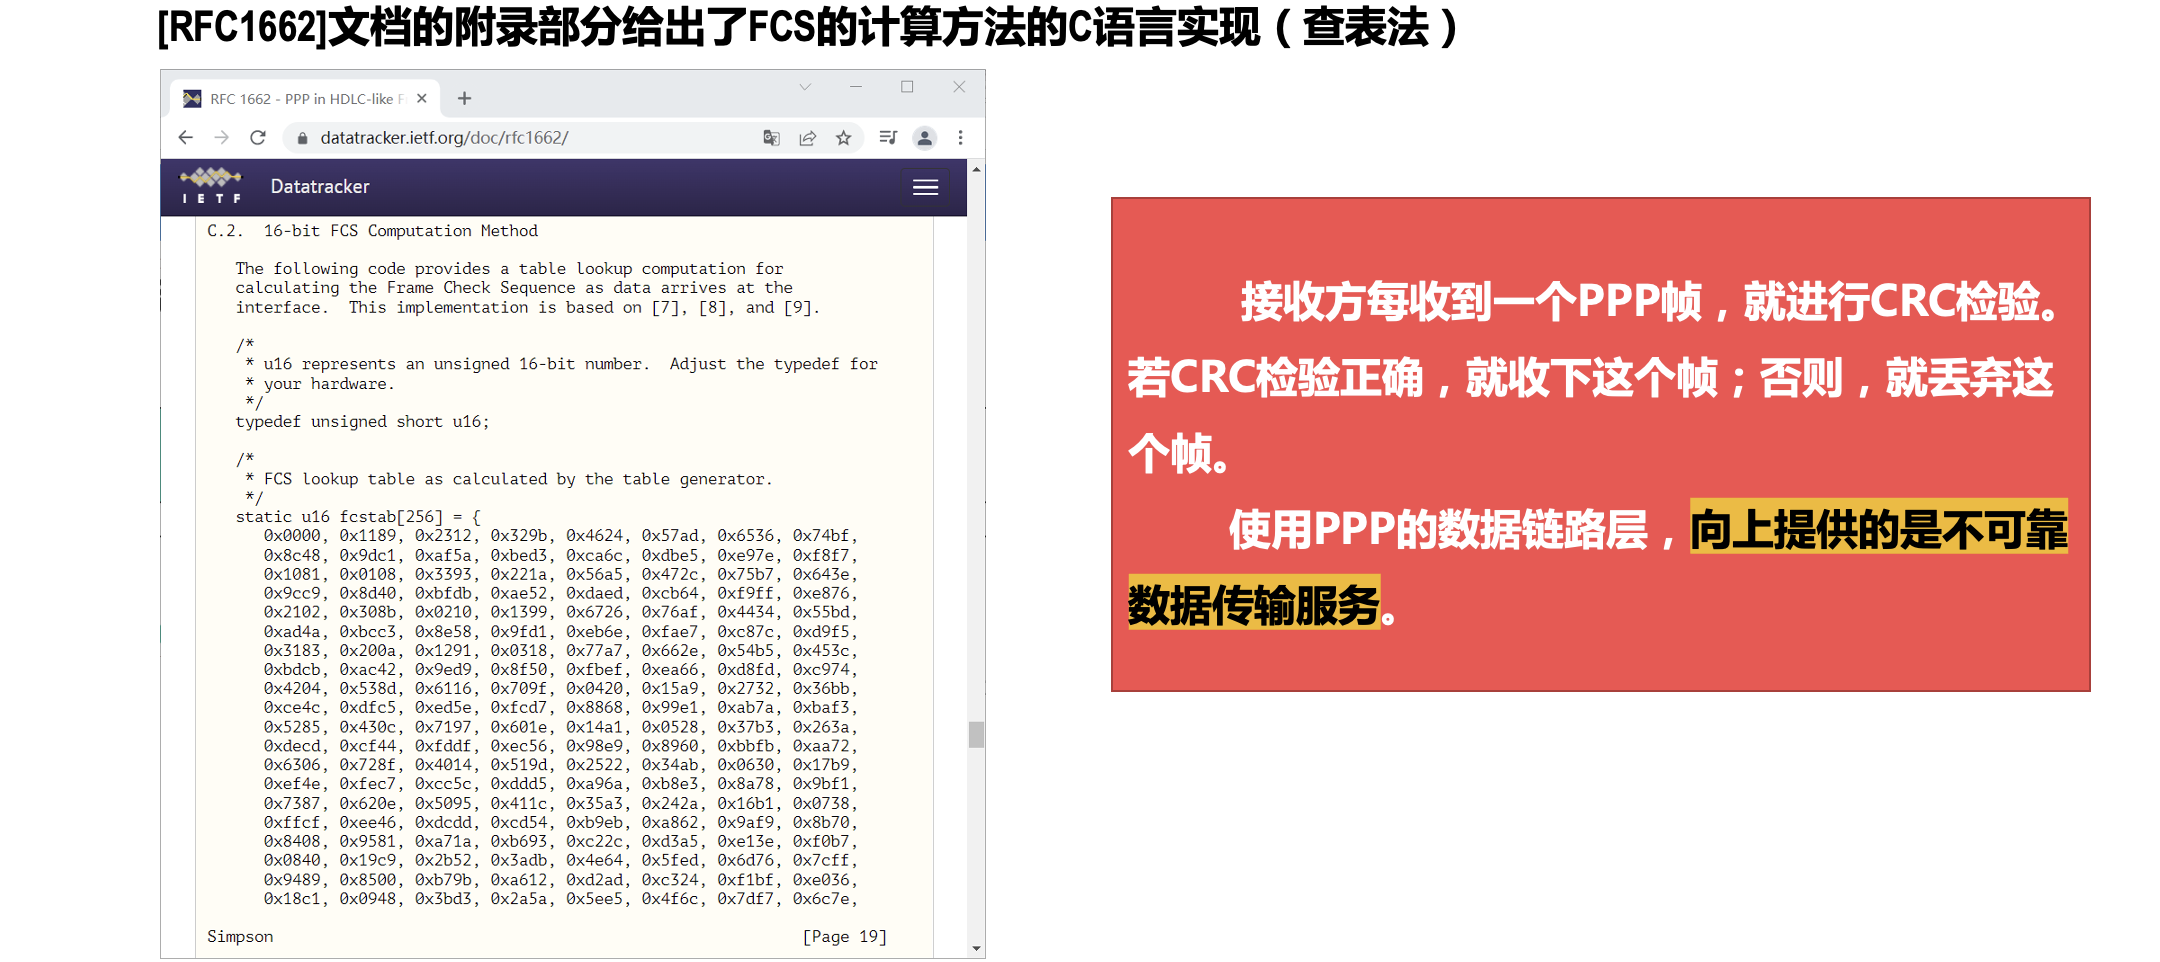 [RFC1662]文档的附录部分给出了FCS的计算方法的C语言实现（查表法）
RFC 1662 - PPP in HDLC-like F
datatracker.ietf.org/doc/rfc1662/
IETF
Datatracker
C.2.  16-bit FCS Computation Method
The following code provides a table lookup computation for
calculating the Frame Check Sequence as data arrives at the
interface.  This implementation is based on [7], [8], and [9].
/*
* u16 represents an unsigned 16-bit number.  Adjust the typedef for
* your hardware.
*/
typedef unsigned short u16;
/*
* FCS lookup table as calculated by the table generator.
*/
static u16 fcstab[256] = {
0x0000, 0x1189, 0x2312, 0x329b, 0x4624, 0x57ad, 0x6536, 0x74bf,
0x8c48, 0x9dc1, 0xaf5a, 0xbed3, 0xca6c, 0xdbe5, 0xe97e, 0xf8f7,
0x1081, 0x0108, 0x3393, 0x221a, 0x56a5, 0x472c, 0x75b7, 0x643e,
0x9cc9, 0x8d40, 0xbfdb, 0xae52, 0xdaed, 0xcb64, 0xf9ff, 0xe876,
0x2102, 0x308b, 0x0210, 0x1399, 0x6726, 0x76af, 0x4434, 0x55bd,
0xad4a, 0xbcc3, 0x8e58, 0x9fd1, 0xeb6e, 0xfae7, 0xc87c, 0xd9f5,
0x3183, 0x200a, 0x1291, 0x0318, 0x77a7, 0x662e, 0x54b5, 0x453c,
0xbdcb, 0xac42, 0x9ed9, 0x8f50, 0xfbef, 0xea66, 0xd8fd, 0xc974,
0x4204, 0x538d, 0x6116, 0x709f, 0x0420, 0x15a9, 0x2732, 0x36bb,
0xce4c, 0xdfc5, 0xed5e, 0xfcd7, 0x8868, 0x99e1, 0xab7a, 0xbaf3,
0x5285, 0x430c, 0x7197, 0x601e, 0x14a1, 0x0528, 0x37b3, 0x263a,
0xdecd, 0xcf44, 0xfddf, 0xec56, 0x98e9, 0x8960, 0xbbfb, 0xaa72,
0x6306, 0x728f, 0x4014, 0x519d, 0x2522, 0x34ab, 0x0630, 0x17b9,
0xef4e, 0xfec7, 0xcc5c, 0xddd5, 0xa96a, 0xb8e3, 0x8a78, 0x9bf1,
0x7387, 0x620e, 0x5095, 0x411c, 0x35a3, 0x242a, 0x16b1, 0x0738,
0xffcf, 0xee46, 0xdcdd, 0xcd54, 0xb9eb, 0xa862, 0x9af9, 0x8b70,
0x8408, 0x9581, 0xa71a, 0xb693, 0xc22c, 0xd3a5, 0xe13e, 0xf0b7,
0x0840, 0x19c9, 0x2b52, 0x3adb, 0x4e64, 0x5fed, 0x6d76, 0x7cff,
0x9489, 0x8500, 0xb79b, 0xa612, 0xd2ad, 0xc324, 0xf1bf, 0xe036,
0x18c1, 0x0948, 0x3bd3, 0x2a5a, 0x5ee5, 0x4f6c, 0x7df7, 0x6c7e,
Simpson [Page 19]
接收方每收到一个PPP帧，就进行CRC检验。
若CRC检验正确，就收下这个帧；否则，就丢弃这
个帧。
使用PPP的数据链路层，向上提供的是不可靠
数据传输服务。